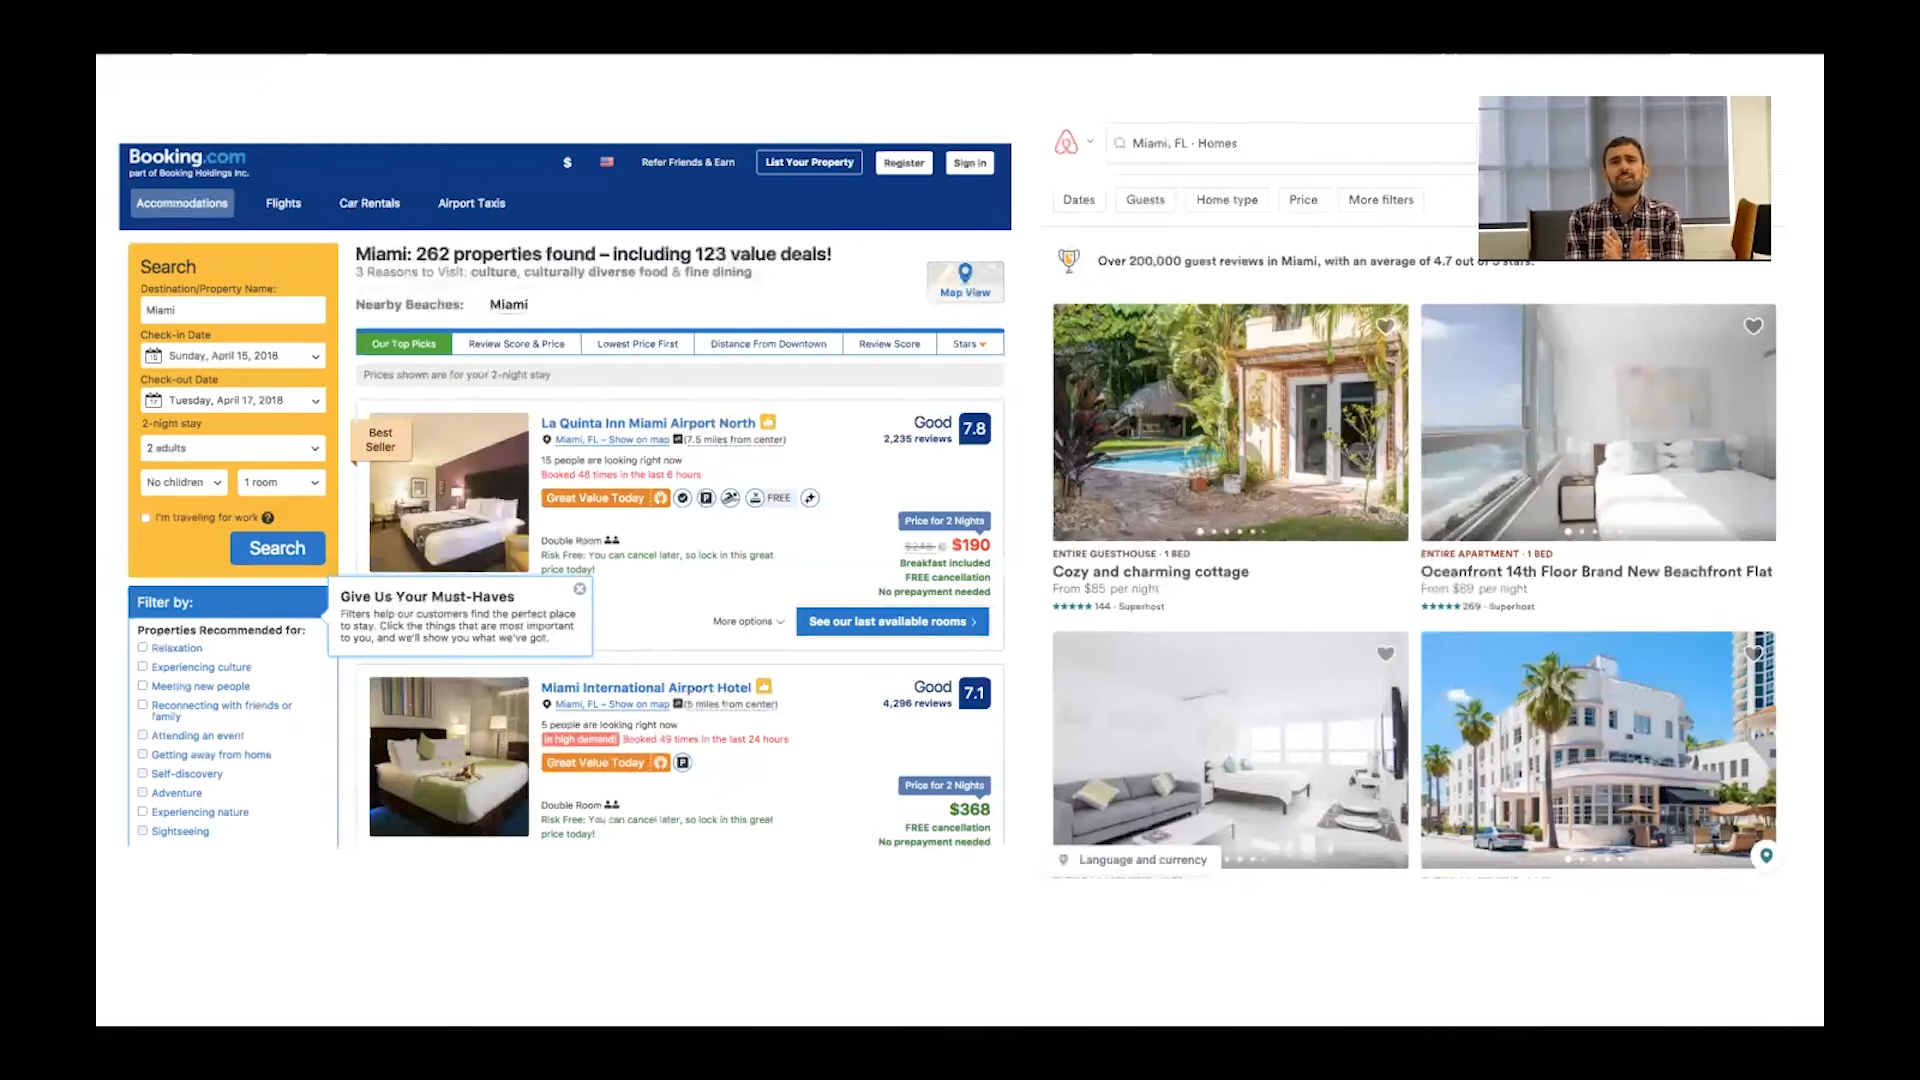 Booking.com
part of Booking Holdings Inc.
$
Refer Friends & Earn
List Your Property
Register
Sign in
Accommodations
Flights
Car Rentals
Airport Taxis
Search
Destination/Property Name:
Miami
Check-in Date
15
Sunday, April 15, 2018
Check-out Date
17
Tuesday, April 17, 2018
2-night stay
2 adults
No children
1 room
I'm traveling for work
Search
Filter by:
Properties Recommended for:
Relaxation
Experiencing culture
Meeting new people
Reconnecting with friends or
family
Attending an event
Getting away from home
Self-discovery
Adventure
Experiencing nature
Sightseeing
Miami: 262 properties found – including 123 value deals!
3 Reasons to Visit: culture, culturally diverse food & fine dining
Nearby Beaches: Miami
Map View
Our Top Picks
Review Score & Price
Lowest Price First
Distance From Downtown
Review Score
Stars
Prices shown are for your 2-night stay
Best
Seller
La Quinta Inn Miami Airport North
Miami, FL – Show on map (7.5 miles from center)
15 people are looking right now
Booked 48 times in the last 6 hours
Great Value Today
P
FREE
Good
2,235 reviews
7.8
Price for 2 Nights
Double Room
Risk Free: You can cancel later, so lock in this great
price today!
$245 $190
Breakfast included
FREE cancellation
No prepayment needed
More options
See our last available rooms
Give Us Your Must-Haves
Filters help our customers find the perfect place
to stay. Click the things that are most important
to you, and we'll show you what we've got.
Miami International Airport Hotel
Miami, FL – Show on map (5 miles from center)
5 people are looking right now
In high demand! Booked 49 times in the last 24 hours
Great Value Today
P
Good
4,296 reviews
7.1
Price for 2 Nights
Double Room
Risk Free: You can cancel later, so lock in this great
price today!
$368
FREE cancellation
No prepayment needed
Miami, FL · Homes
Dates
Guests
Home type
Price
More filters
Over 200,000 guest reviews in Miami, with an average of 4.7 out of 5 stars.
ENTIRE GUESTHOUSE · 1 BED
Cozy and charming cottage
From $85 per night
144 · Superhost
ENTIRE APARTMENT · 1 BED
Oceanfront 14th Floor Brand New Beachfront Flat
From $89 per night
269 · Superhost
Language and currency